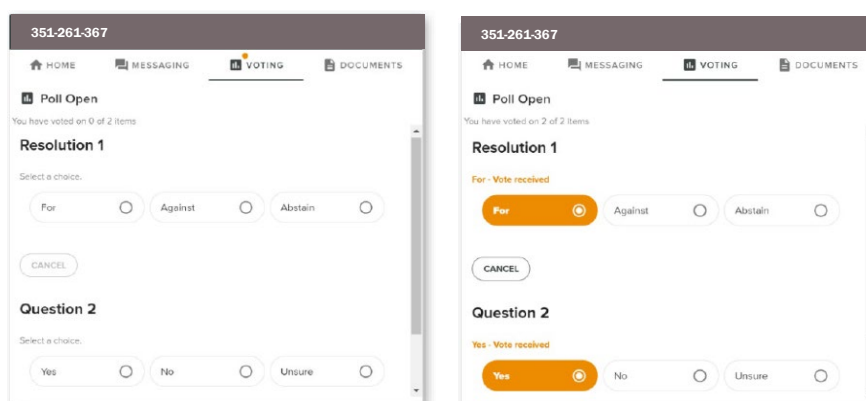 351-261-367
HOME MESSAGING VOTING DOCUMENTS
Poll Open
You have voted on 0 of 2 items
Resolution 1
Select a choice.
For Against Abstain
CANCEL
Question 2
Select a choice.
Yes No Unsure
351-261-367
HOME MESSAGING VOTING DOCUMENTS
Poll Open
You have voted on 2 of 2 items
Resolution 1
For - Vote received
For Against Abstain
CANCEL
Question 2
Yes - Vote received
Yes No Unsure